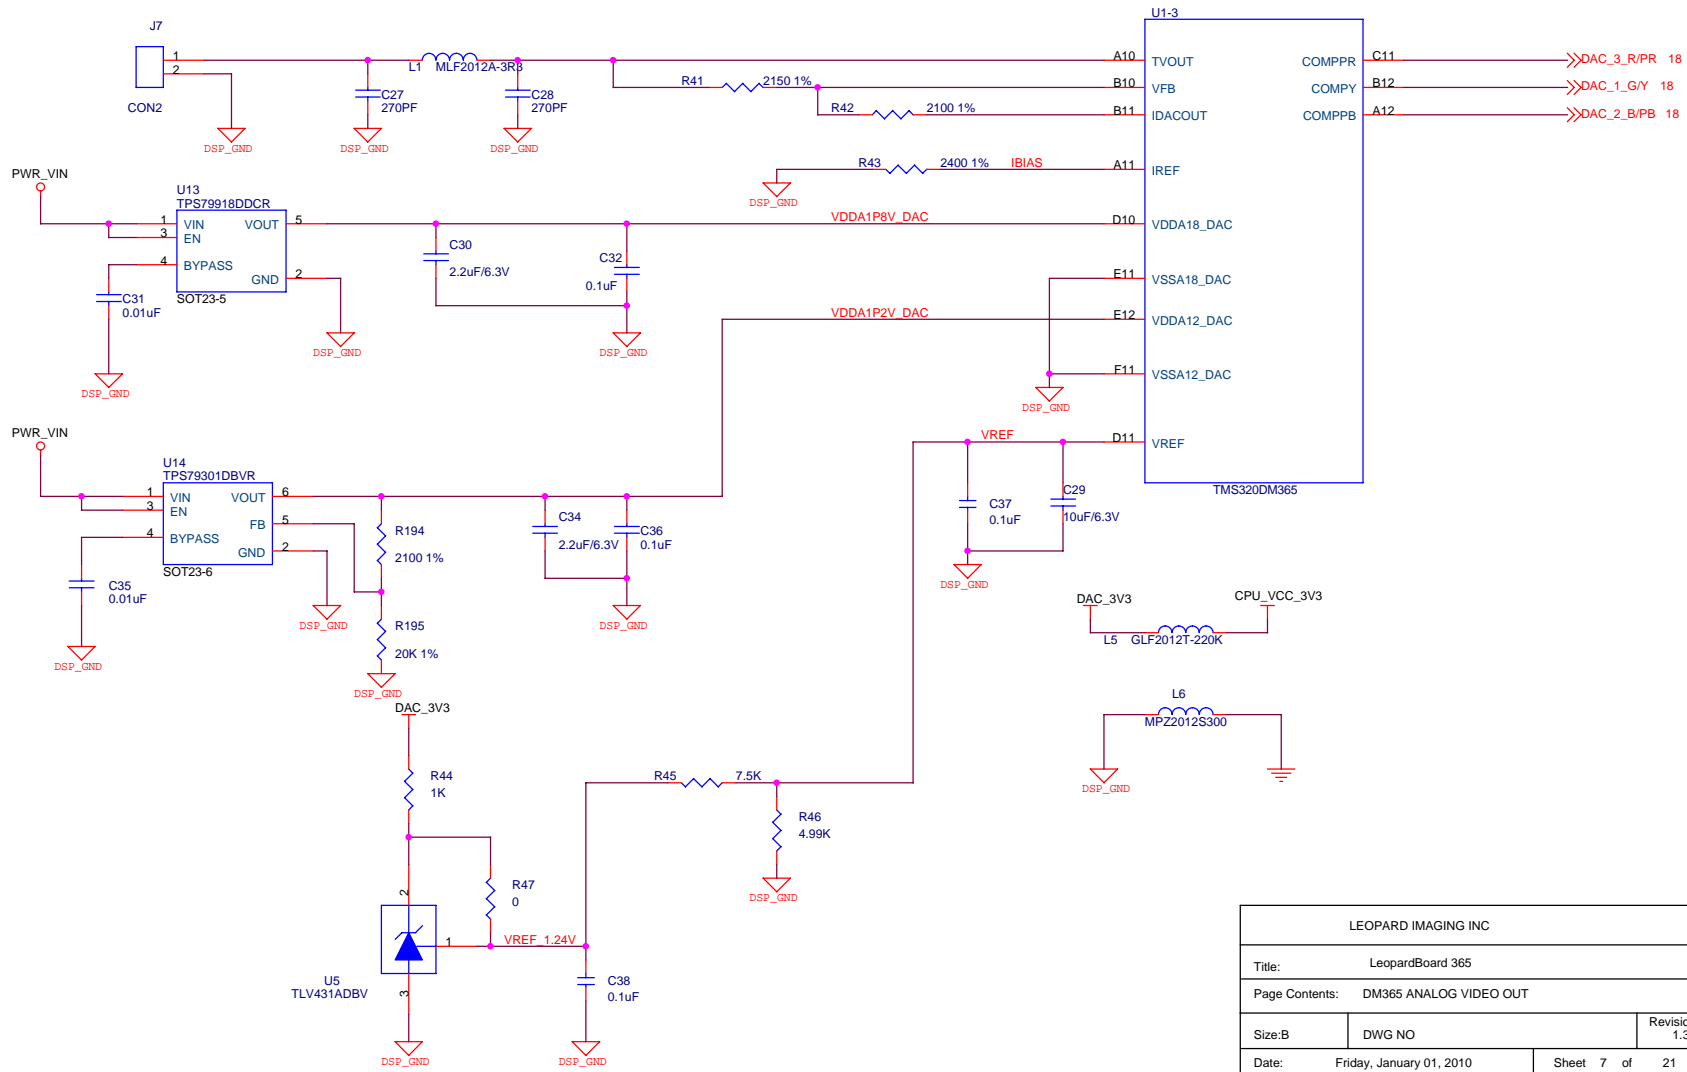 J7
1
2
CON2
DSP_GND
L1 MLF2012A-3R3
C27
270PF
DSP_GND
C28
270PF
DSP_GND
R41 2150 1%
R42 2100 1%
R43 2400 1% IBIAS
DSP_GND
U1-3
A10 TVOUT
B10 VFB
B11 IDACOUT
A11 IREF
D10 VDDA18_DAC
E11 VSSA18_DAC
E12 VDDA12_DAC
F11 VSSA12_DAC
D11 VREF
COMPPR C11
COMPY B12
COMPPB A12
TMS320DM365
DAC_3_R/PR 18
DAC_1_G/Y 18
DAC_2_B/PB 18
PWR_VIN
U13
TPS79918DDCR
1 VIN VOUT 5
3 EN
4 BYPASS
GND 2
SOT23-5
C31
0.01uF
DSP_GND
DSP_GND
C30
2.2uF/6.3V
C32
0.1uF
DSP_GND
VDDA1P8V_DAC
VDDA1P2V_DAC
DSP_GND
PWR_VIN
U14
TPS79301DBVR
1 VIN VOUT 6
3 EN
FB 5
4 BYPASS
GND 2
SOT23-6
C35
0.01uF
DSP_GND
DSP_GND
R194
2100 1%
R195
20K 1%
DSP_GND
C34
2.2uF/6.3V
C36
0.1uF
DSP_GND
VREF
C37
0.1uF
C29
10uF/6.3V
DSP_GND
DAC_3V3
CPU_VCC_3V3
L5 GLF2012T-220K
L6
MPZ2012S300
DSP_GND
DAC_3V3
R44
1K
R47
0
2
1
3
U5
TLV431ADBV
DSP_GND
VREF_1.24V
C38
0.1uF
DSP_GND
R45 7.5K
R46
4.99K
DSP_GND
LEOPARD IMAGING INC
Title: LeopardBoard 365
Page Contents: DM365 ANALOG VIDEO OUT
Size:B DWG NO
Revisio
1.3
Date: Friday, January 01, 2010 Sheet 7 of 21